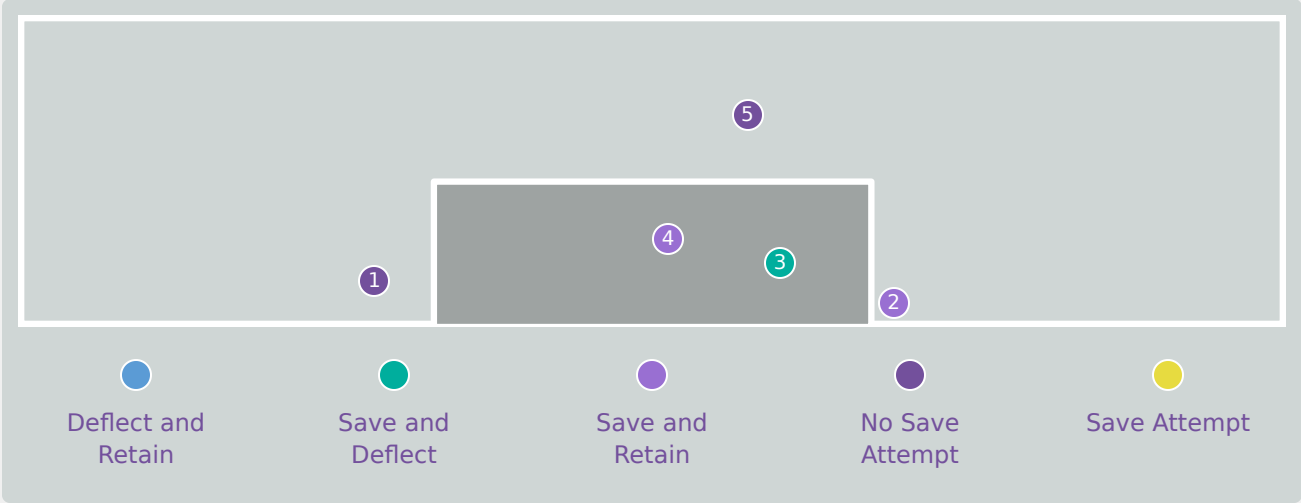 5
4
3
1
2
Deflect and
Retain
Save and
Deflect
Save and
Retain
No Save
Attempt
Save Attempt